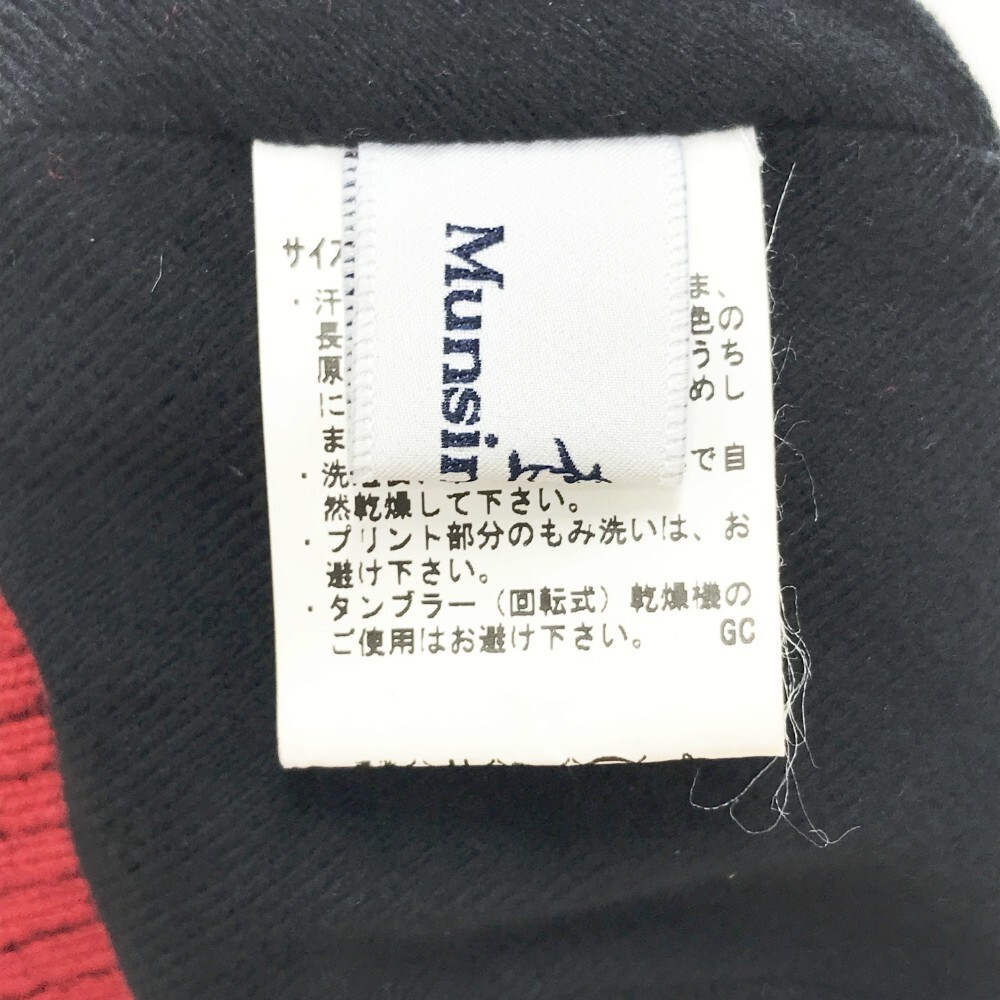 Munsin
サイズ
・汗 ま、
長 色の
原 うち
に めし
ま
・洗 で自
然乾燥して下さい。
・プリント部分のもみ洗いは、お
避け下さい。
・タンブラー（回転式）乾燥機の
ご使用はお避け下さい。 GC